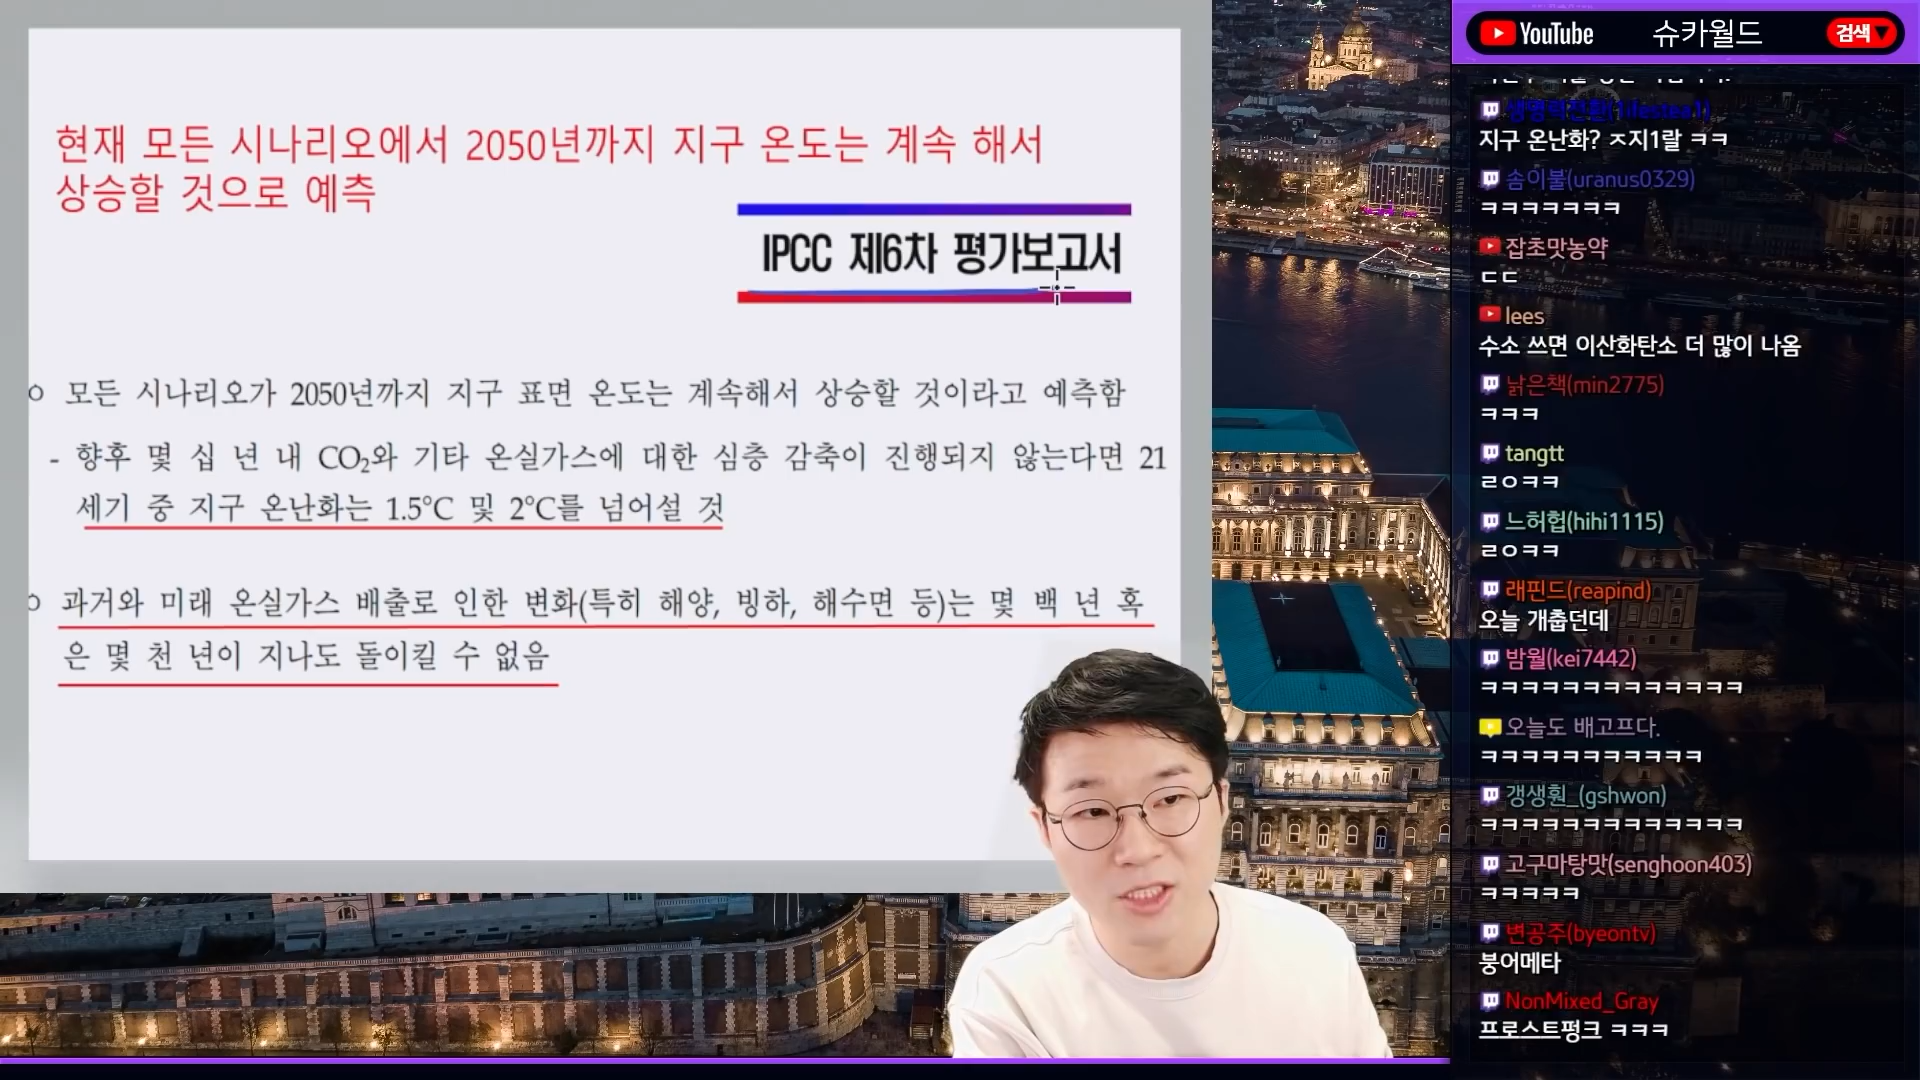 현재 모든 시나리오에서 2050년까지 지구 온도는 계속 해서
상승할 것으로 예측
IPCC 제6차 평가보고서
o 모든 시나리오가 2050년까지 지구 표면 온도는 계속해서 상승할 것이라고 예측함
- 향후 몇 십 년 내 CO₂와 기타 온실가스에 대한 심층 감축이 진행되지 않는다면 21
세기 중 지구 온난화는 1.5°C 및 2°C를 넘어설 것
o 과거와 미래 온실가스 배출로 인한 변화(특히 해양, 빙하, 해수면 등)는 몇 백 년 혹
은 몇 천 년이 지나도 돌이킬 수 없음
YouTube 슈카월드 검색▼
생명력전환(1ifestea1)
지구 온난화? ㅈ지1랄 ㅋㅋ
솜이불(uranus0329)
ㅋㅋㅋㅋㅋㅋㅋ
잡초맛농약
ㄷㄷ
lees
수소 쓰면 이산화탄소 더 많이 나옴
낡은책(min2775)
ㅋㅋㅋ
tangtt
ㄹㅇㅋㅋ
느허헙(hihi1115)
ㄹㅇㅋㅋ
래핀드(reapind)
오늘 개춥던데
밤월(kei7442)
ㅋㅋㅋㅋㅋㅋㅋㅋㅋㅋㅋㅋㅋ
오늘도 배고프다.
ㅋㅋㅋㅋㅋㅋㅋㅋㅋㅋㅋ
갱생훤_(gshwon)
ㅋㅋㅋㅋㅋㅋㅋㅋㅋㅋㅋㅋㅋ
고구마탕맛(senghoon403)
ㅋㅋㅋㅋㅋ
변공주(byeontv)
붕어메타
NonMixed_Gray
프로스트펑크 ㅋㅋㅋ